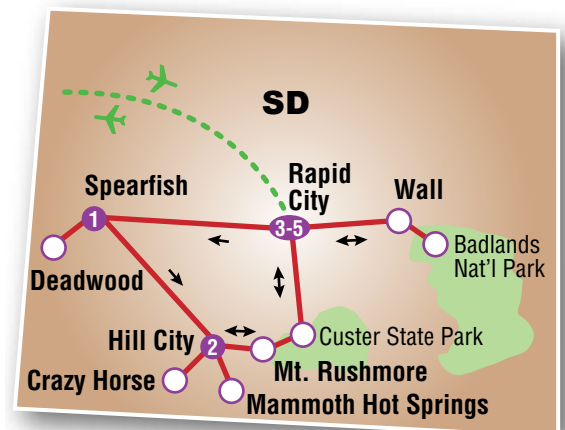 SD
Spearfish
Rapid
City
Wall
1
3-5
Badlands
Nat'l Park
Deadwood
Hill City
2
Custer State Park
Crazy Horse
Mt. Rushmore
Mammoth Hot Springs